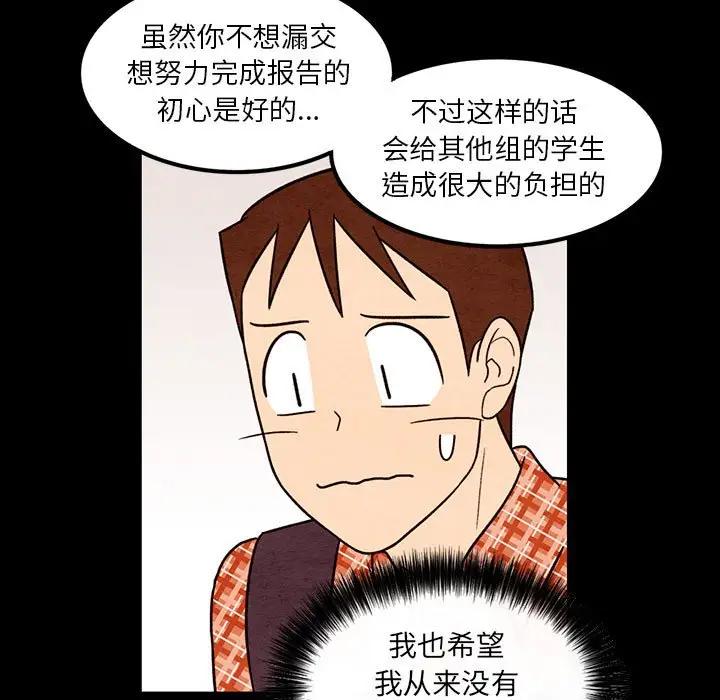 虽然你不想漏交
想努力完成报告的
初心是好的...
不过这样的话
会给其他组的学生
造成很大的负担的
我也希望
我从来没有